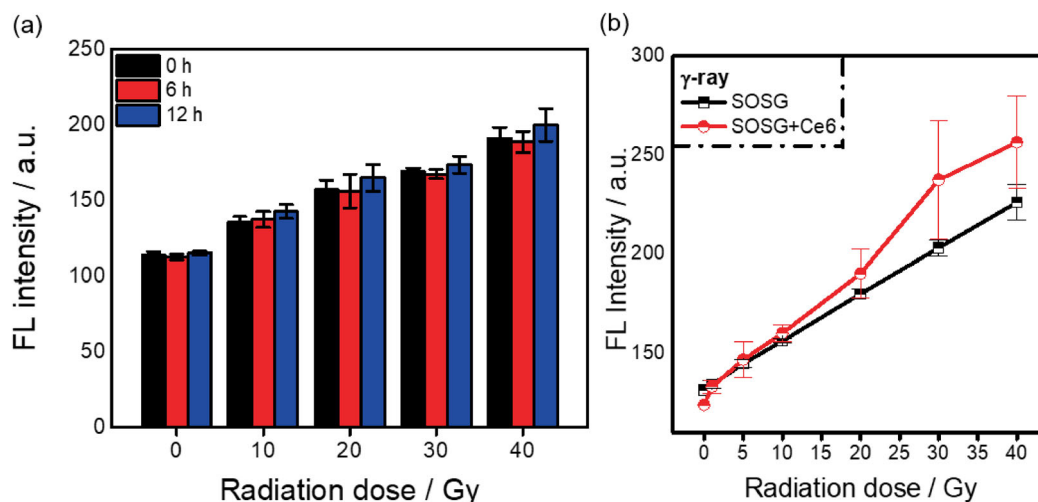 (a)
FL intensity / a.u.
250
200
150
100
50
0
0 h
6 h
12 h
0 10 20 30 40
Radiation dose / Gy
(b)
FL Intensity / a.u.
300
250
200
150
γ-ray
SOSG
SOSG+Ce6
0 5 10 15 20 25 30 35 40
Radiation dose / Gy